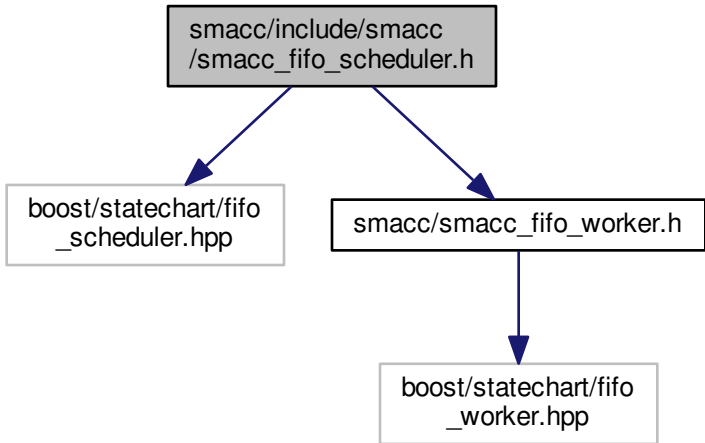 smacc/include/smacc
/smacc_fifo_scheduler.h
boost/statechart/fifo
_scheduler.hpp
smacc/smacc_fifo_worker.h
boost/statechart/fifo
_worker.hpp